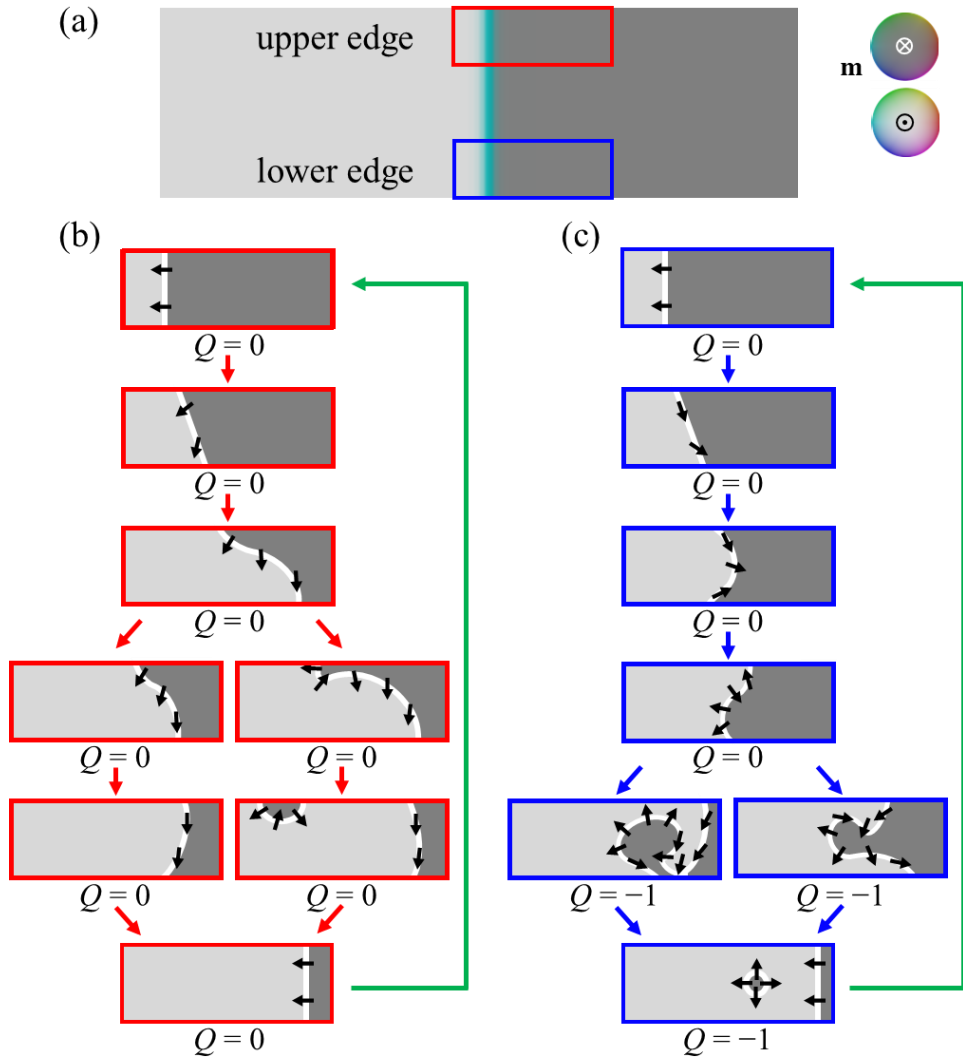 (a)
upper edge
lower edge
m
(b)
(c)
Q = 0
Q = 0
Q = 0
Q = 0
Q = 0
Q = 0
Q = 0
Q = 0
Q = 0
Q = 0
Q = 0
Q = 0
Q = −1
Q = −1
Q = 0
Q = −1